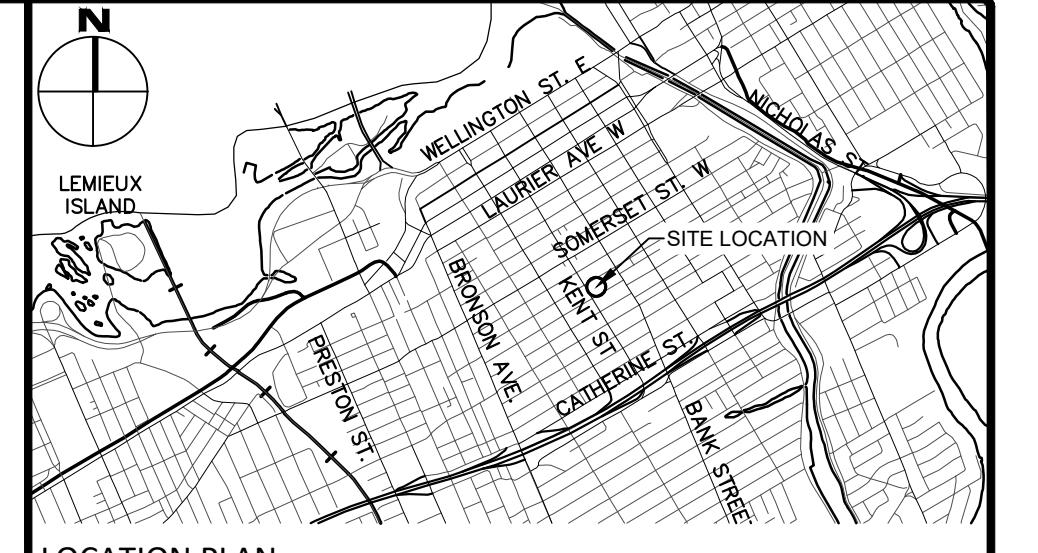 N
WELLINGTON ST. E
NICHOLAS ST.
LAURIER AVE W
LEMIEUX
ISLAND
SOMERSET ST. W
SITE LOCATION
BRONSON AVE.
KENT ST
PRESTON ST.
CATHERINE ST.
BANK STREE
LOCATION PLAN